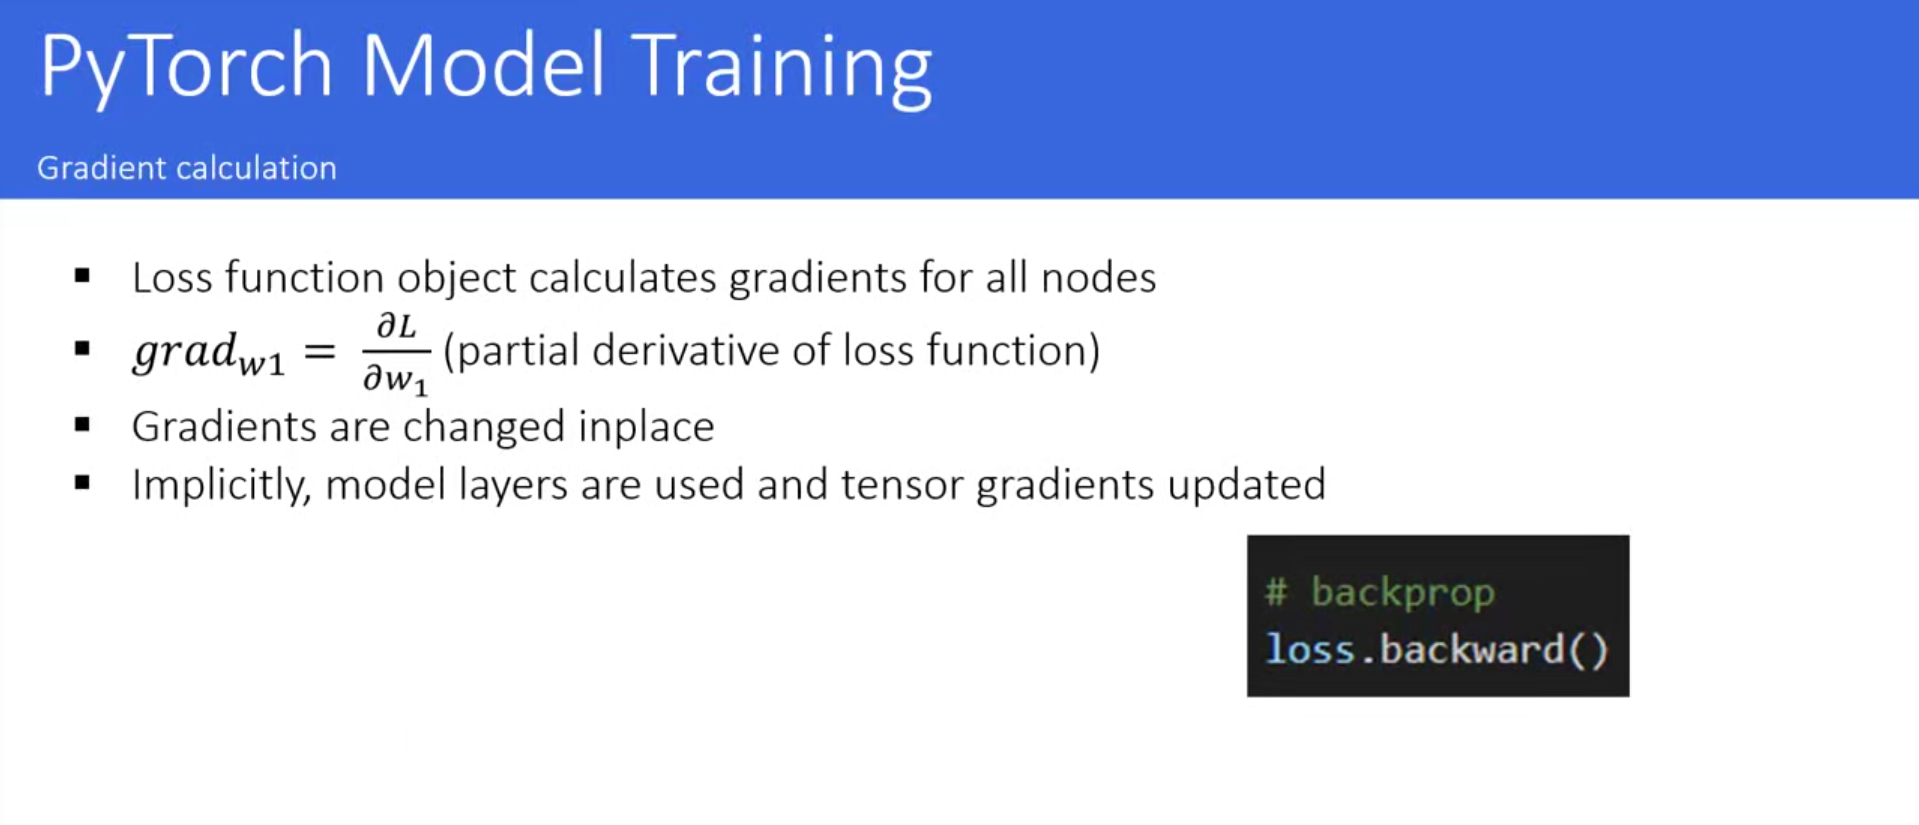 PyTorch Model Training
Gradient calculation
▪ Loss function object calculates gradients for all nodes
▪ grad_{w1} = \frac{∂L}{∂w_1} (partial derivative of loss function)
▪ Gradients are changed inplace
▪ Implicitly, model layers are used and tensor gradients updated
# backprop
loss.backward()